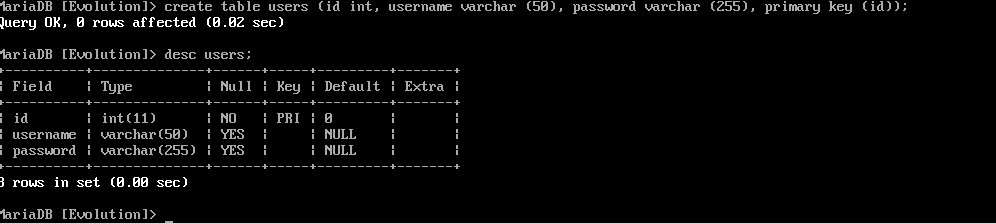 MariaDB [Evolution]> create table users (id int, username varchar (50), password varchar (255), primary key (id));
Query OK, 0 rows affected (0.02 sec)
MariaDB [Evolution]> desc users;
+----------+--------------+------+-----+---------+-------+
| Field    | Type         | Null | Key | Default | Extra |
+----------+--------------+------+-----+---------+-------+
| id       | int(11)      | NO   | PRI | 0       |       |
| username | varchar(50)  | YES  |     | NULL    |       |
| password | varchar(255) | YES  |     | NULL    |       |
+----------+--------------+------+-----+---------+-------+
3 rows in set (0.00 sec)
MariaDB [Evolution]> _